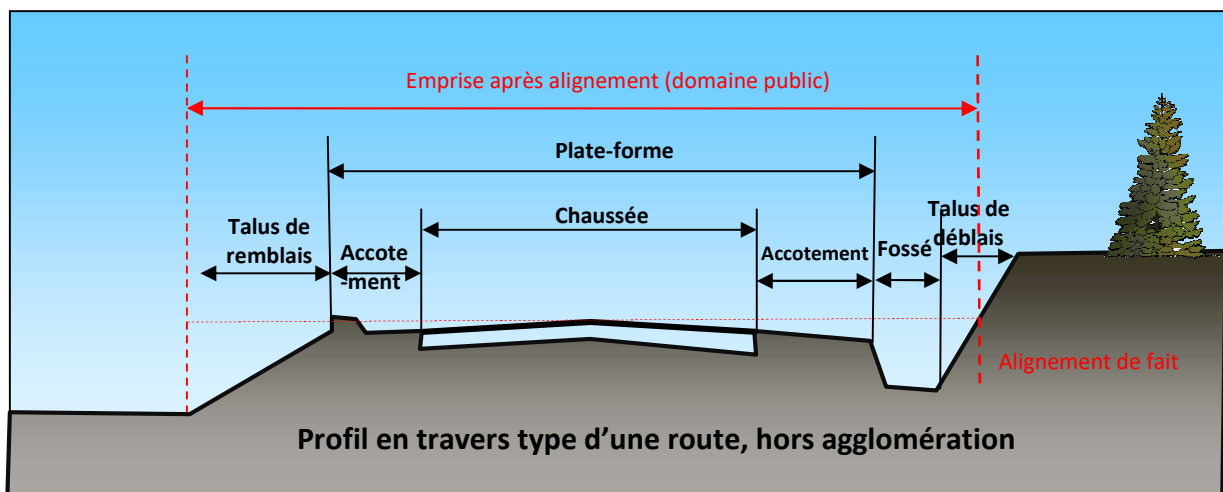 Emprise après alignement (domaine public)
Plate-forme
Chaussée
Talus de
remblais
Accote
-ment
Accotement
Fossé
Talus de
déblais
Alignement de fait
Profil en travers type d’une route, hors agglomération